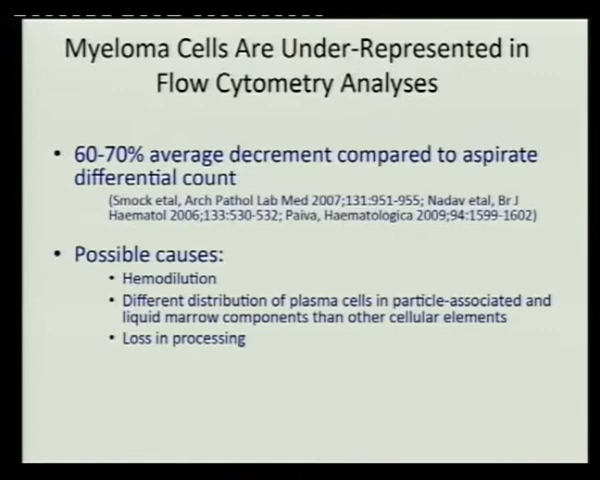 Myeloma Cells Are Under-Represented in
Flow Cytometry Analyses
• 60-70% average decrement compared to aspirate
differential count
(Smock etal, Arch Pathol Lab Med 2007;131:951-955; Nadav etal, Br J
Haematol 2006;133:530-532; Paiva, Haematologica 2009;94:1599-1602)
• Possible causes:
• Hemodilution
• Different distribution of plasma cells in particle-associated and
liquid marrow components than other cellular elements
• Loss in processing